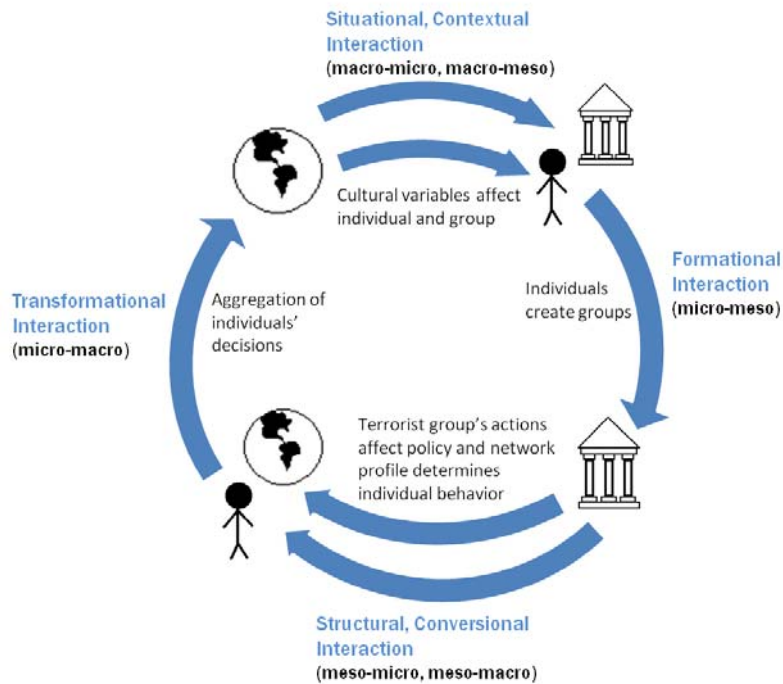 Situational, Contextual
Interaction
(macro-micro, macro-meso)
Cultural variables affect
individual and group
Formational
Interaction
(micro-meso)
Individuals
create groups
Transformational
Interaction
(micro-macro)
Aggregation of
individuals'
decisions
Terrorist group's actions
affect policy and network
profile determines
individual behavior
Structural, Conversional
Interaction
(meso-micro, meso-macro)